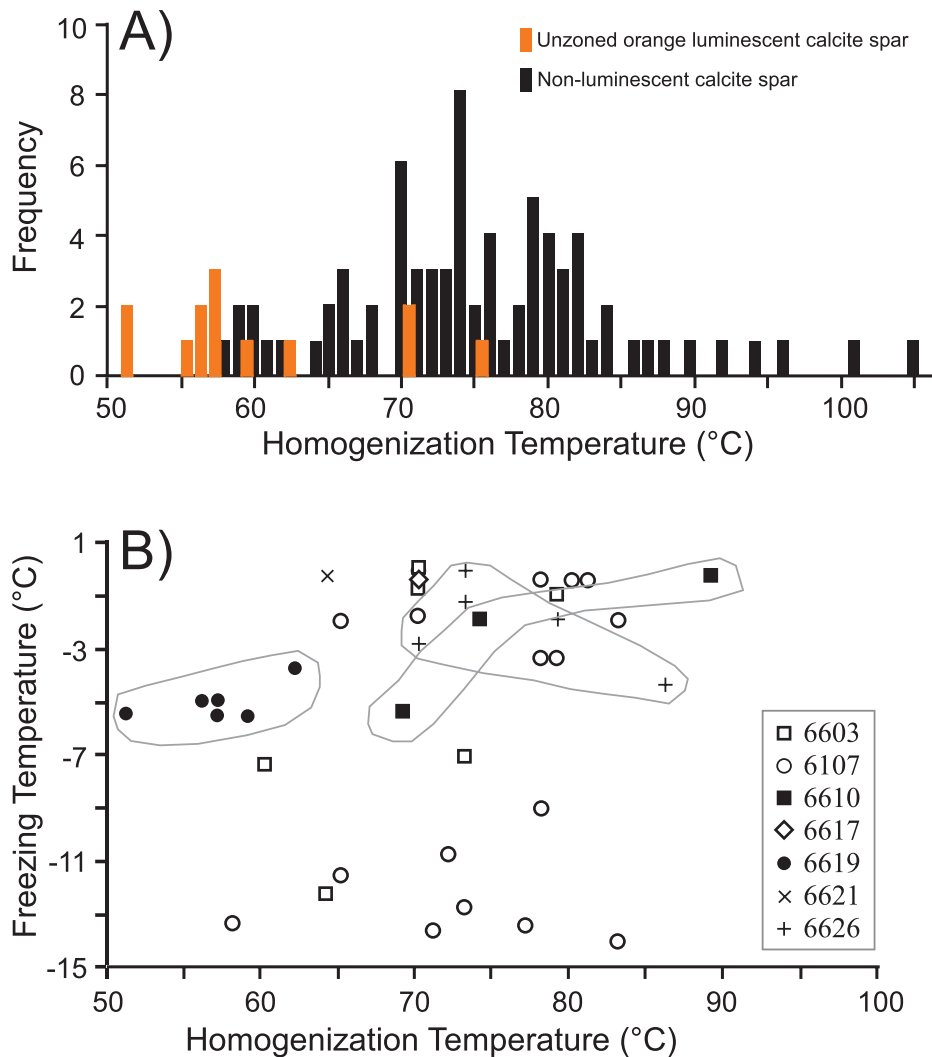 A)
10
8
6
4
2
0
Frequency
Unzoned orange luminescent calcite spar
Non-luminescent calcite spar
50 60 70 80 90 100
Homogenization Temperature (°C)
B)
1
-3
-7
-11
-15
Freezing Temperature (°C)
6603
6107
6610
6617
6619
6621
6626
50 60 70 80 90 100
Homogenization Temperature (°C)